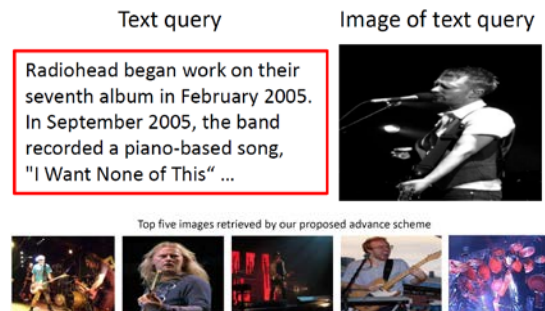 Text query
Image of text query
Radiohead began work on their
seventh album in February 2005.
In September 2005, the band
recorded a piano-based song,
"I Want None of This“ ...
Top five images retrieved by our proposed advance scheme